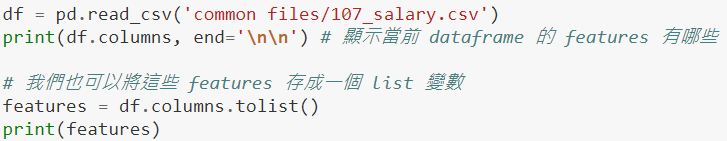 df = pd.read_csv('common files/107_salary.csv')
print(df.columns, end='\n\n') # 顯示當前 dataframe 的 features 有哪些
# 我們也可以將這些 features 存成一個 list 變數
features = df.columns.tolist()
print(features)